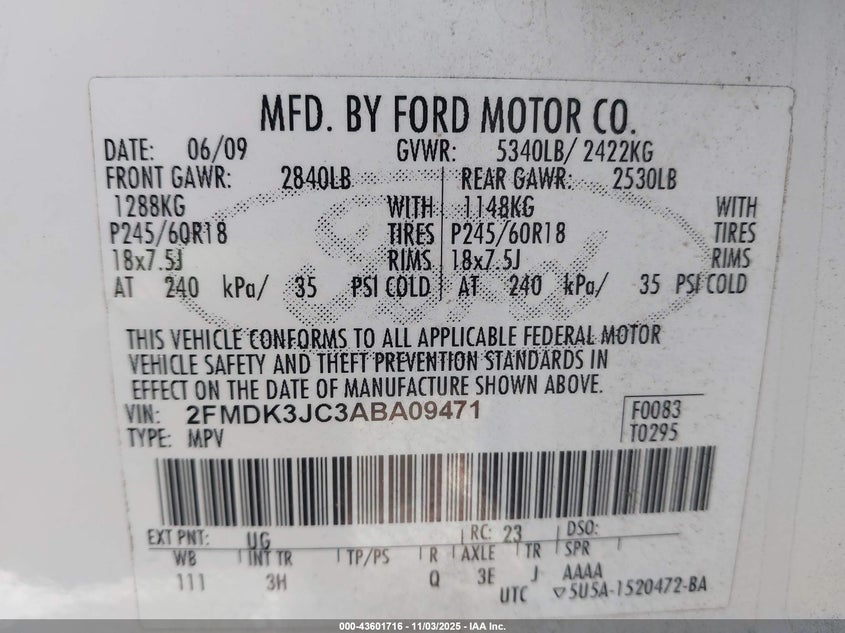 MFD. BY FORD MOTOR CO.
DATE: 06/09 GVWR: 5340LB/ 2422KG
FRONT GAWR: 2840LB REAR GAWR: 2530LB
1288KG WITH 1148KG WITH
P245/60R18 TIRES P245/60R18 TIRES
18x7.5J RIMS 18x7.5J RIMS
AT 240 kPa/ 35 PSI COLD AT 240 kPa/ 35 PSI COLD
THIS VEHICLE CONFORMS TO ALL APPLICABLE FEDERAL MOTOR
VEHICLE SAFETY AND THEFT PREVENTION STANDARDS IN
EFFECT ON THE DATE OF MANUFACTURE SHOWN ABOVE.
VIN: 2FMDK3JC3ABA09471 F0083
TYPE: MPV T0295
EXT PNT: UG RC: 23 DSO:
WB INT TR TP/PS R AXLE TR SPR
111 3H Q 3E J AAAA
UTC ▽5U5A-1520472-BA
000-43601716 - 11/03/2025 - IAA Inc.